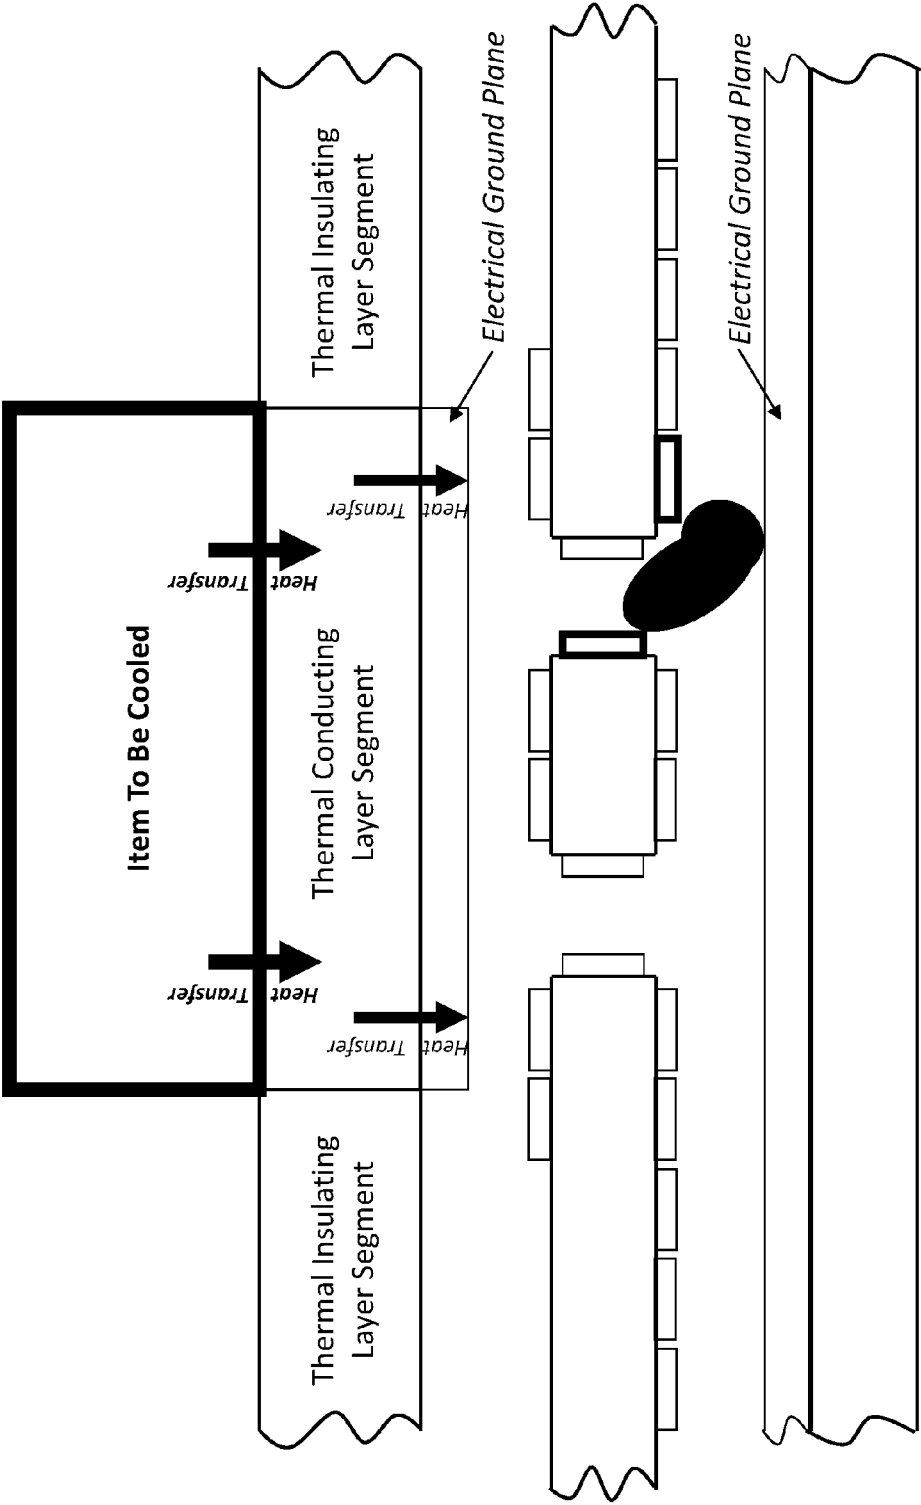 Item To Be Cooled
Heat Transfer
Heat Transfer
Thermal Insulating
Layer Segment
Thermal Conducting
Layer Segment
Thermal Insulating
Layer Segment
Heat Transfer
Heat Transfer
Electrical Ground Plane
Electrical Ground Plane